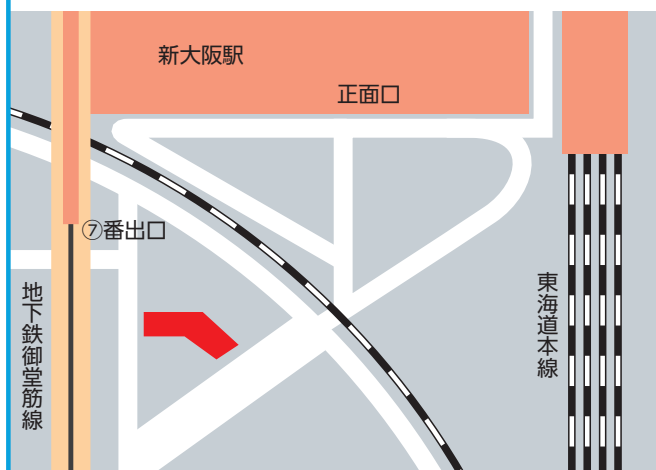 新大阪駅
正面口
⑦番出口
地下鉄御堂筋線
東海道本線